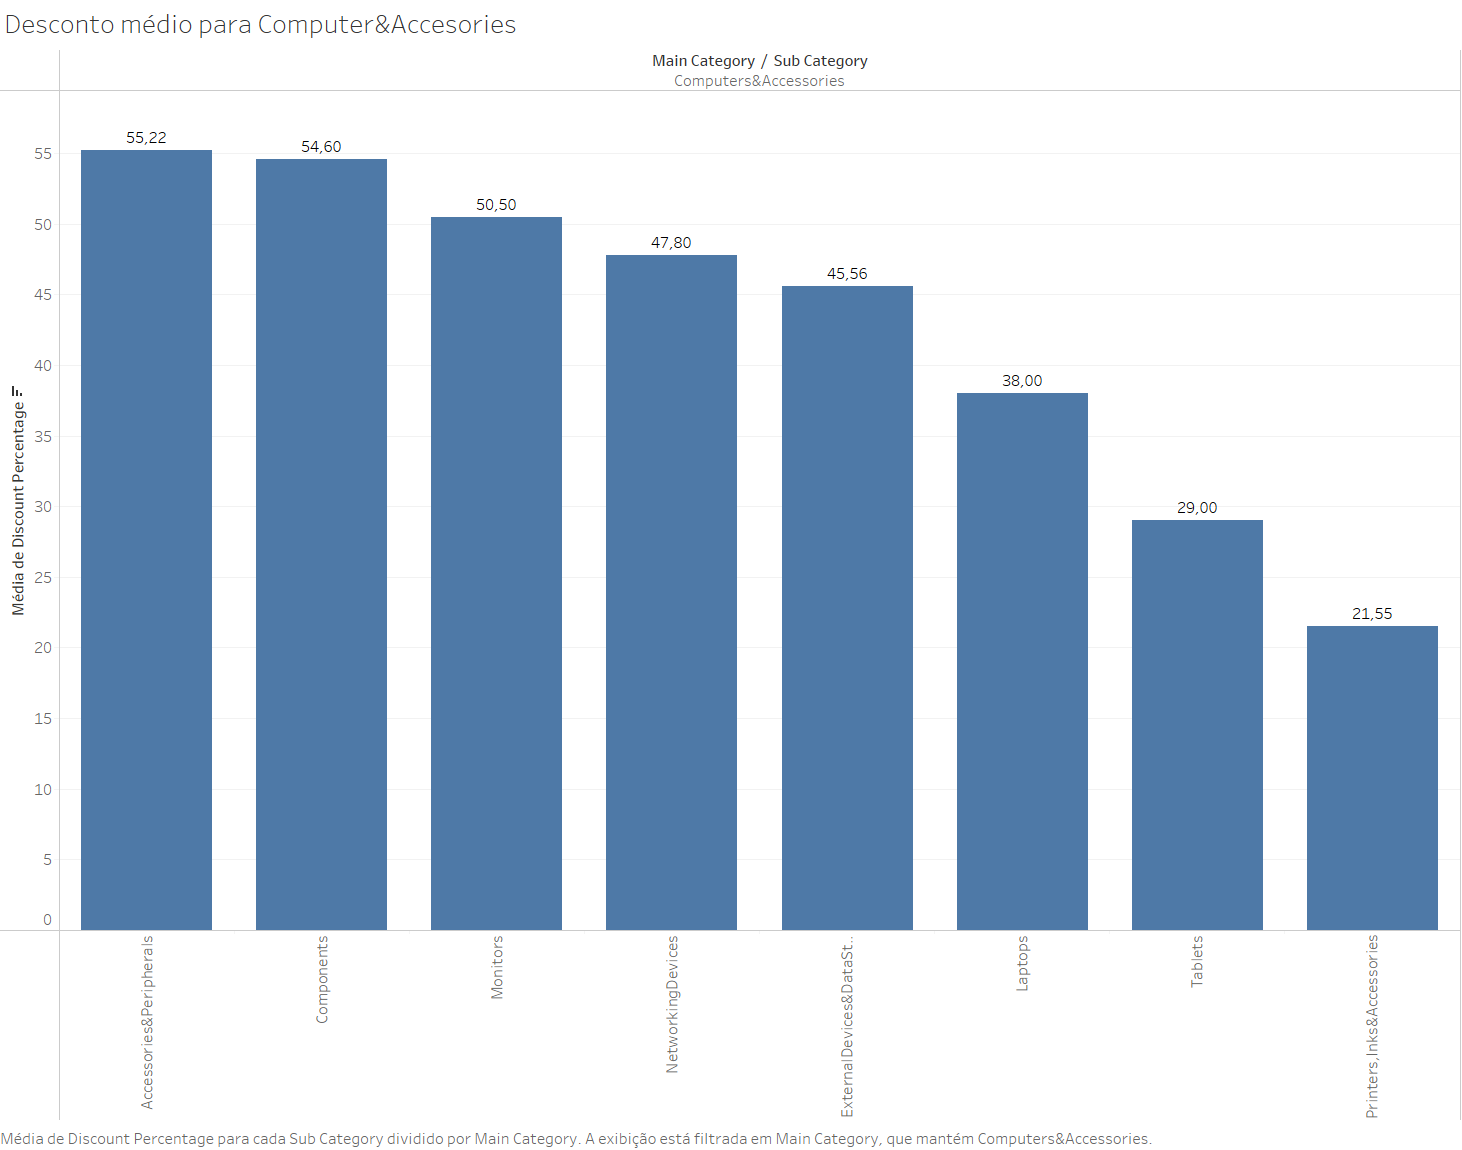 Desconto médio para Computer&Accesories
Main Category / Sub Category
Computers&Accessories
Média de Discount Percentage
55
50
45
40
35
30
25
20
15
10
5
0
55,22
54,60
50,50
47,80
45,56
38,00
29,00
21,55
Accessories&Peripherals
Components
Monitors
NetworkingDevices
ExternalDevices&DataSt..
Laptops
Tablets
Printers,Inks&Accessories
Média de Discount Percentage para cada Sub Category dividido por Main Category. A exibição está filtrada em Main Category, que mantém Computers&Accessories.